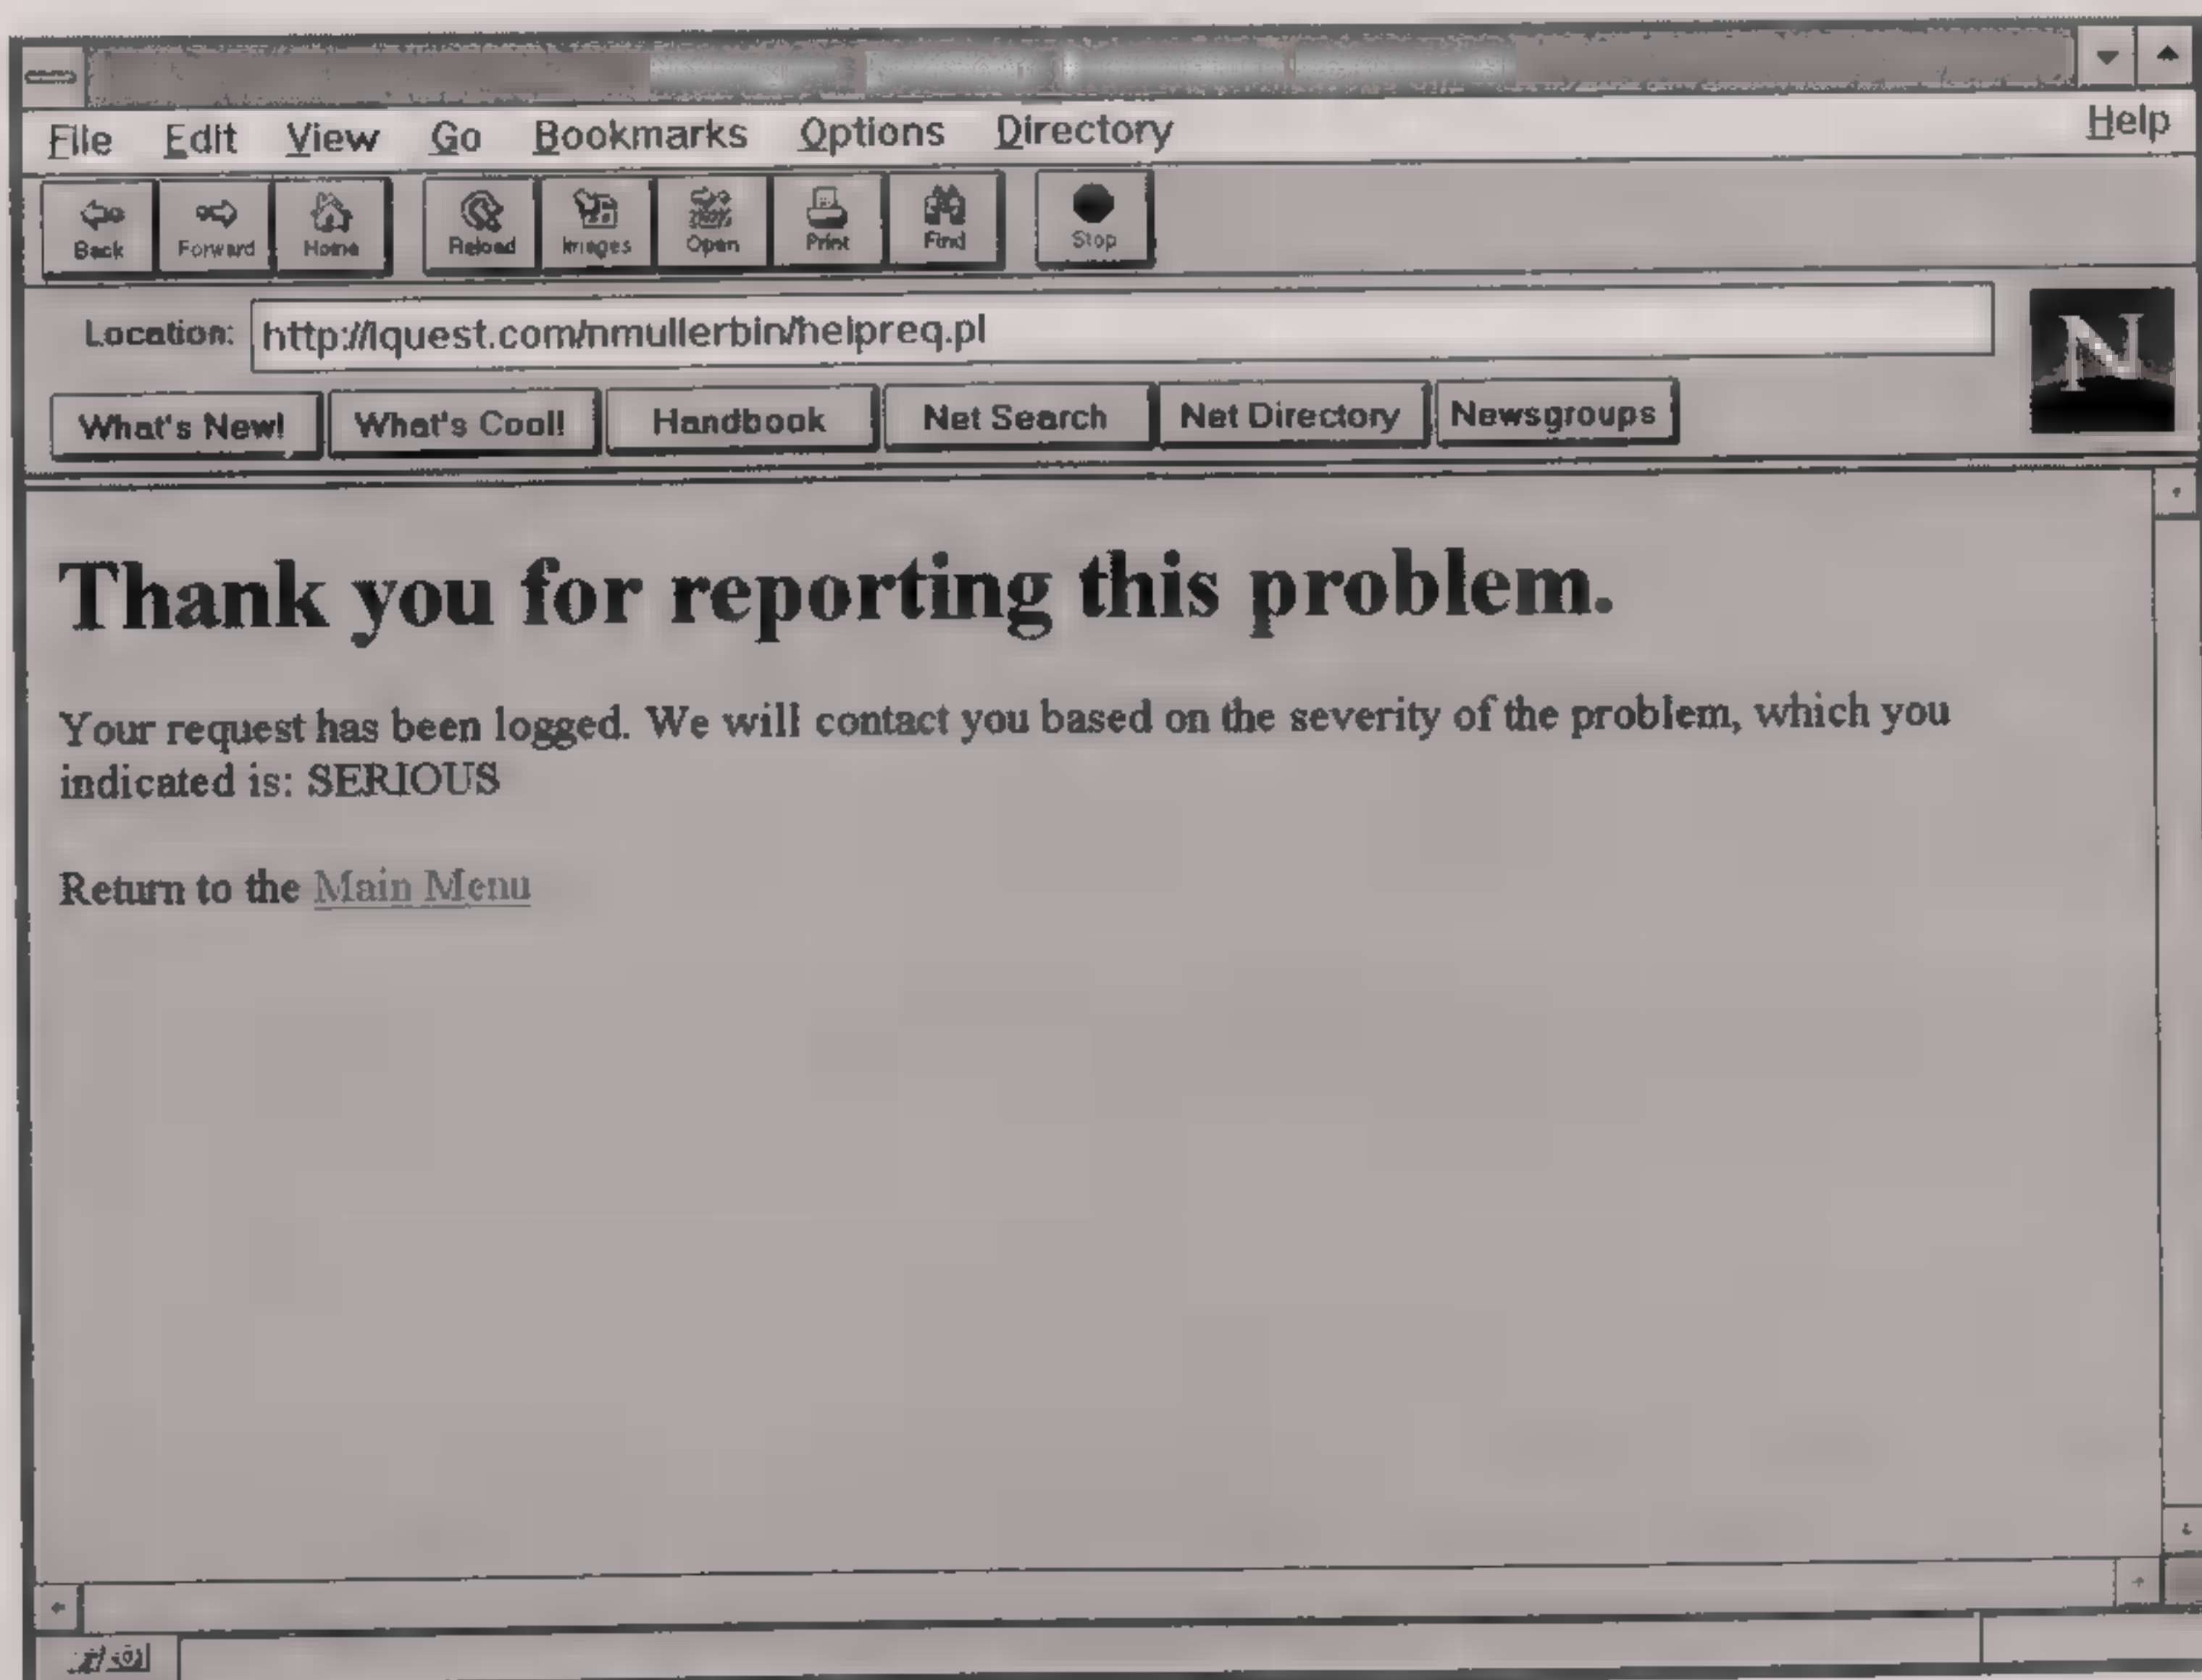 File Edit View Go Bookmarks Options Directory Help
Back Forward Home Reload Images Open Print Find Stop
Location: http://lquest.com/nmullerbin/helpreq.pl
N
What's New! What's Cool! Handbook Net Search Net Directory Newsgroups
Thank you for reporting this problem.
Your request has been logged. We will contact you based on the severity of the problem, which you
indicated is: SERIOUS
Return to the Main Menu